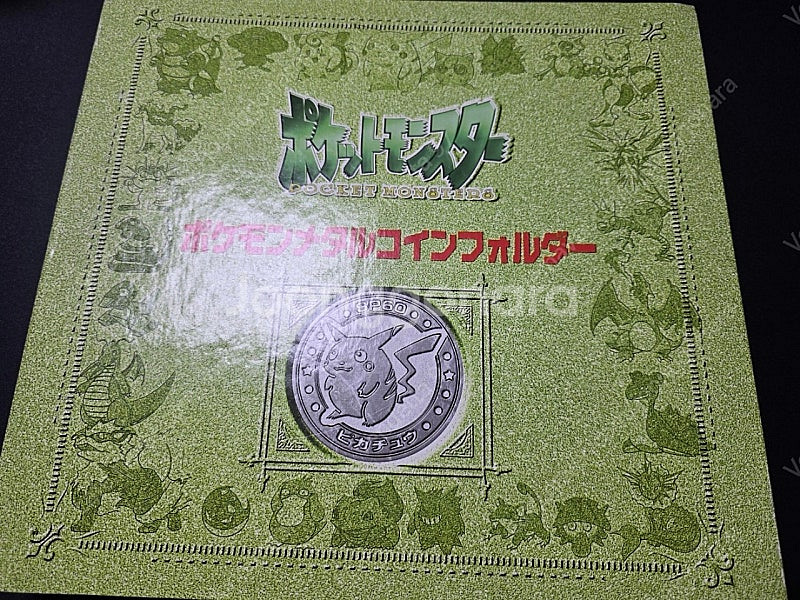 ポケットモンスター
POCKET MONSTERS
ポケモンメタルコインフォルダー
HP60
ピカチュウ